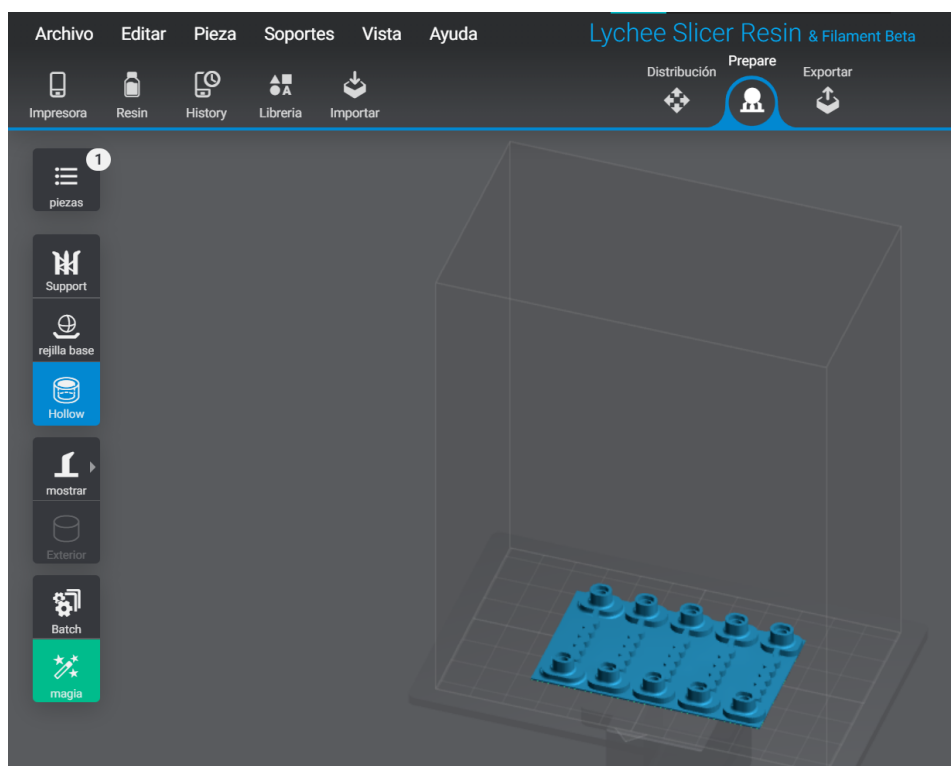 Archivo Editar Pieza Soportes Vista Ayuda
Lychee Slicer Resin & Filament Beta
Impresora Resin History Libreria Importar
Distribución Prepare Exportar
1
piezas
Support
rejilla base
Hollow
mostrar
Exterior
Batch
magia